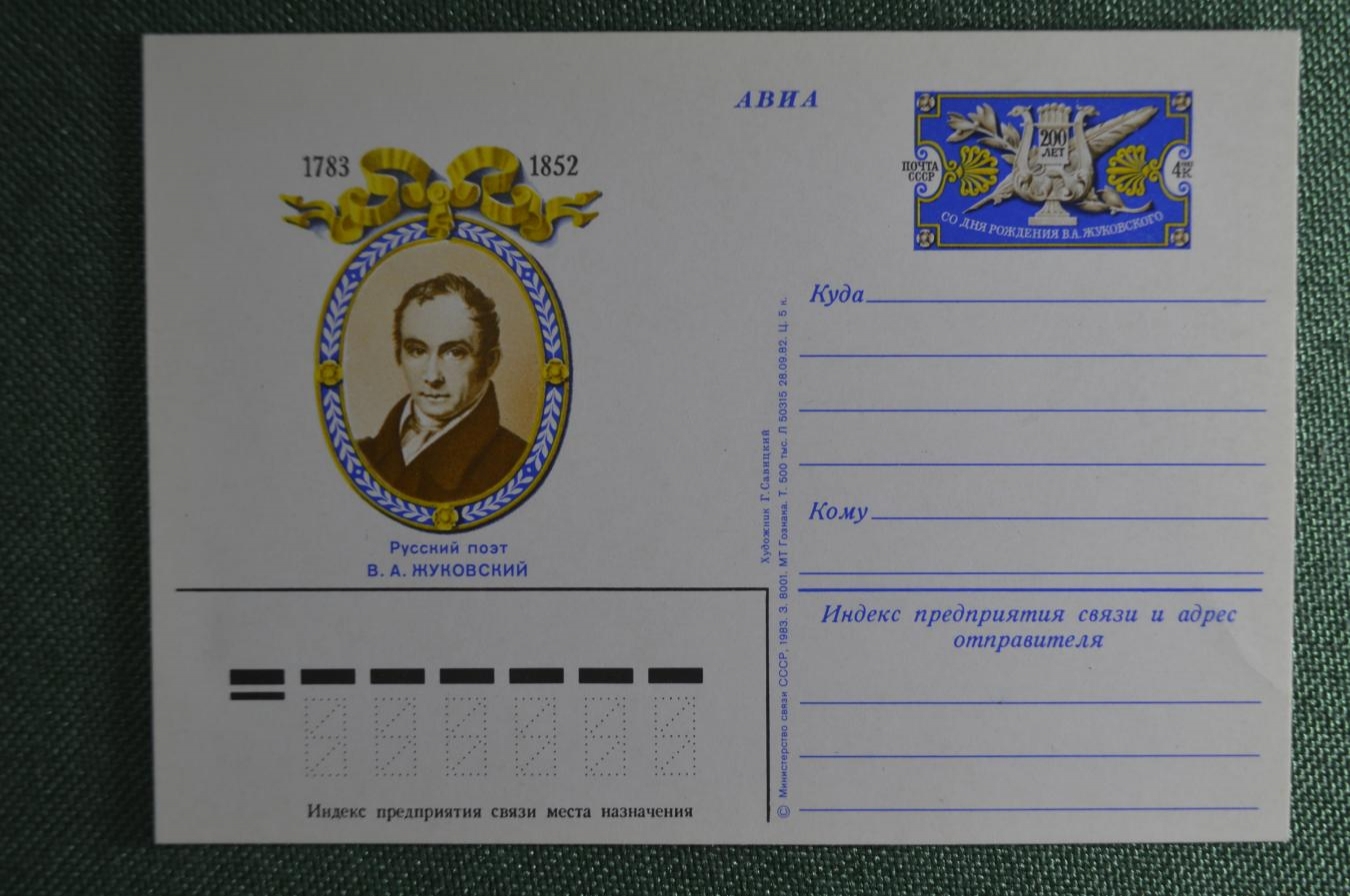 АВИА
1783 1852
200
ЛЕТ
ПОЧТА
СССР
4К
СО ДНЯ РОЖДЕНИЯ В.А. ЖУКОВСКОГО
Русский поэт
В. А. ЖУКОВСКИЙ
Куда
Кому
Индекс предприятия связи и адрес
отправителя
Художник Г. Савицкий
© Министерство связи СССР, 1983. З. 8001. МТ Гознака. Т. 500 тыс. Л 50315 28.09.82. Ц. 5 к.
Индекс предприятия связи места назначения